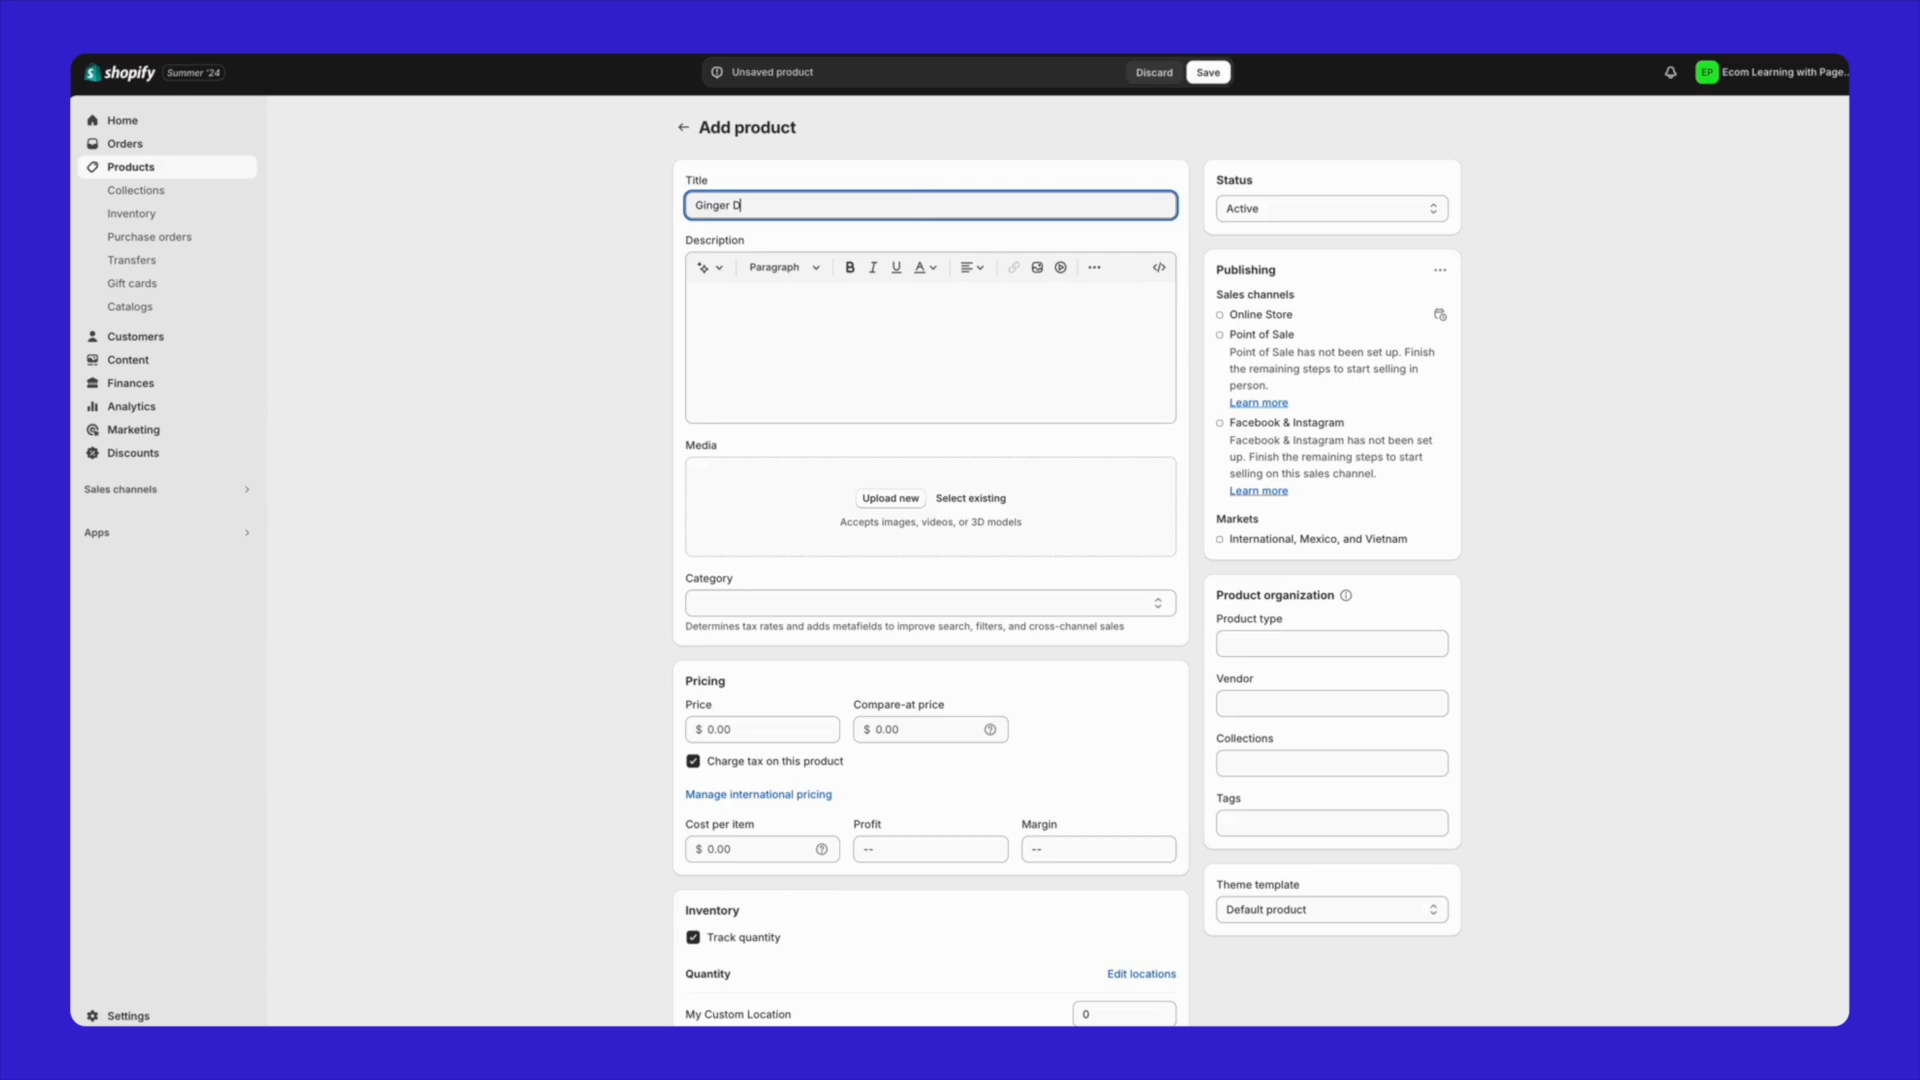 shopify
Summer '24
Unsaved product
Discard
Save
EP
Ecom Learning with Page...
Home
Orders
Products
Collections
Inventory
Purchase orders
Transfers
Gift cards
Catalogs
Customers
Content
Finances
Analytics
Marketing
Discounts
Sales channels
Apps
Settings
Add product
Title
Ginger D
Description
Paragraph
B I U A
Media
Upload new
Select existing
Accepts images, videos, or 3D models
Category
Determines tax rates and adds metafields to improve search, filters, and cross-channel sales
Pricing
Price
Compare-at price
$ 0.00
$ 0.00
Charge tax on this product
Manage international pricing
Cost per item
Profit
Margin
$ 0.00
--
--
Inventory
Track quantity
Quantity
Edit locations
My Custom Location
0
Status
Active
Publishing
Sales channels
Online Store
Point of Sale
Point of Sale has not been set up. Finish
the remaining steps to start selling in
person.
Learn more
Facebook & Instagram
Facebook & Instagram has not been set
up. Finish the remaining steps to start
selling on this sales channel.
Learn more
Markets
International, Mexico, and Vietnam
Product organization
Product type
Vendor
Collections
Tags
Theme template
Default product